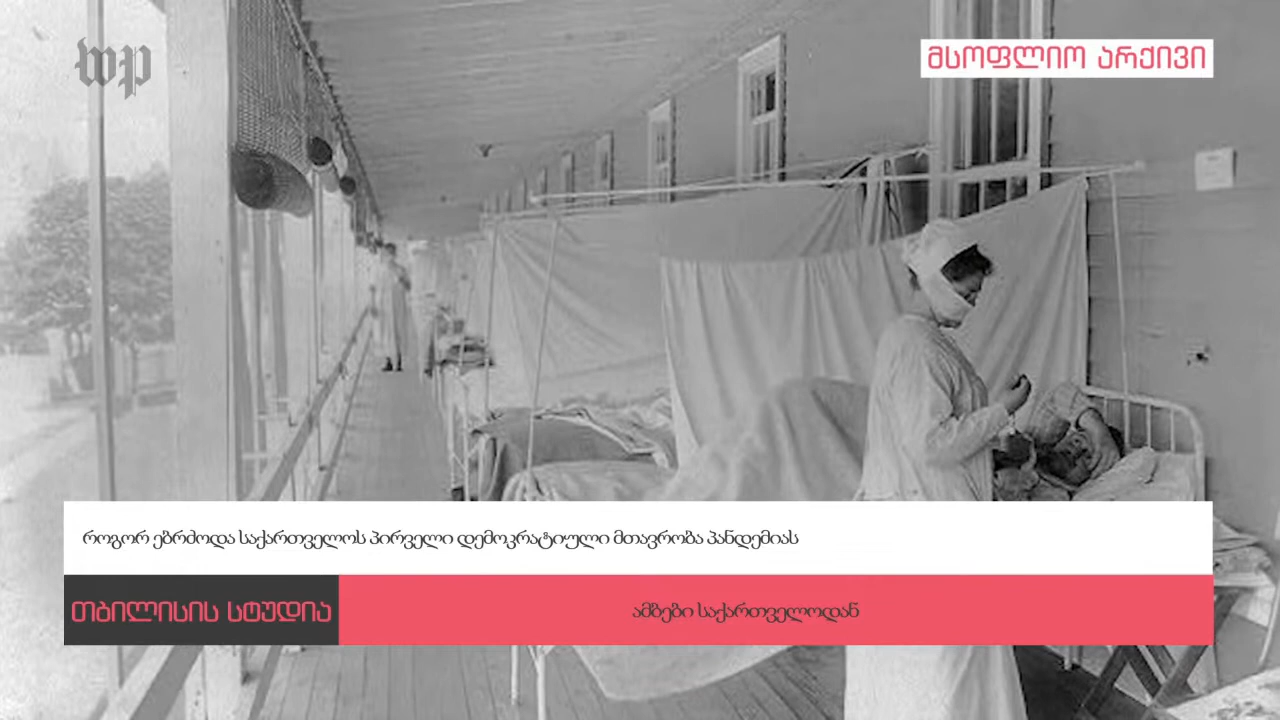 wp
მსოფლიო არქივი
როგორ ებრძოდა საქართველოს პირველი დემოკრატიული მთავრობა პანდემიას
თბილისის სტუდია
ამბები საქართველოდან